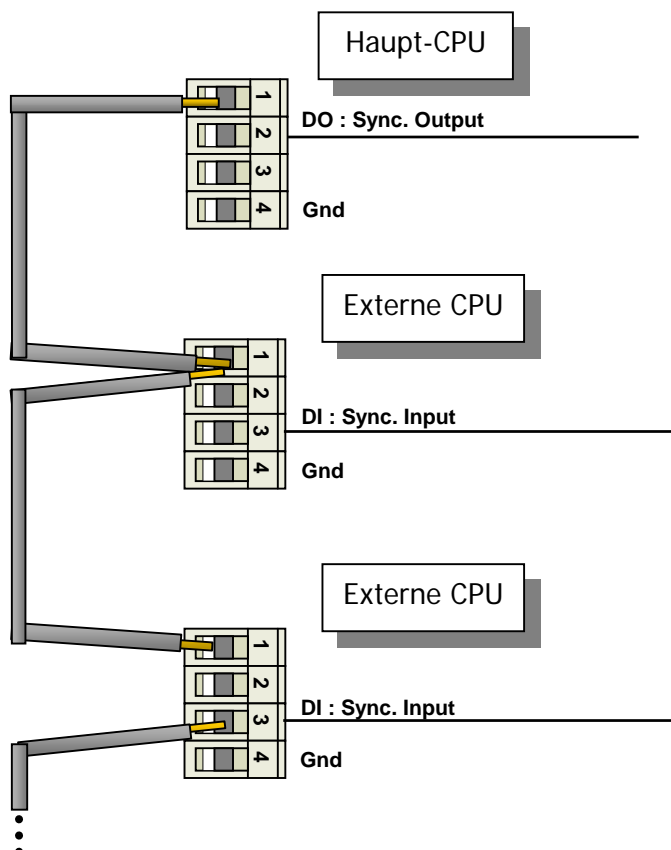 Haupt-CPU
1
DO : Sync. Output
2
3
4
Gnd
Externe CPU
1
2
DI : Sync. Input
3
4
Gnd
Externe CPU
1
2
DI : Sync. Input
3
4
Gnd